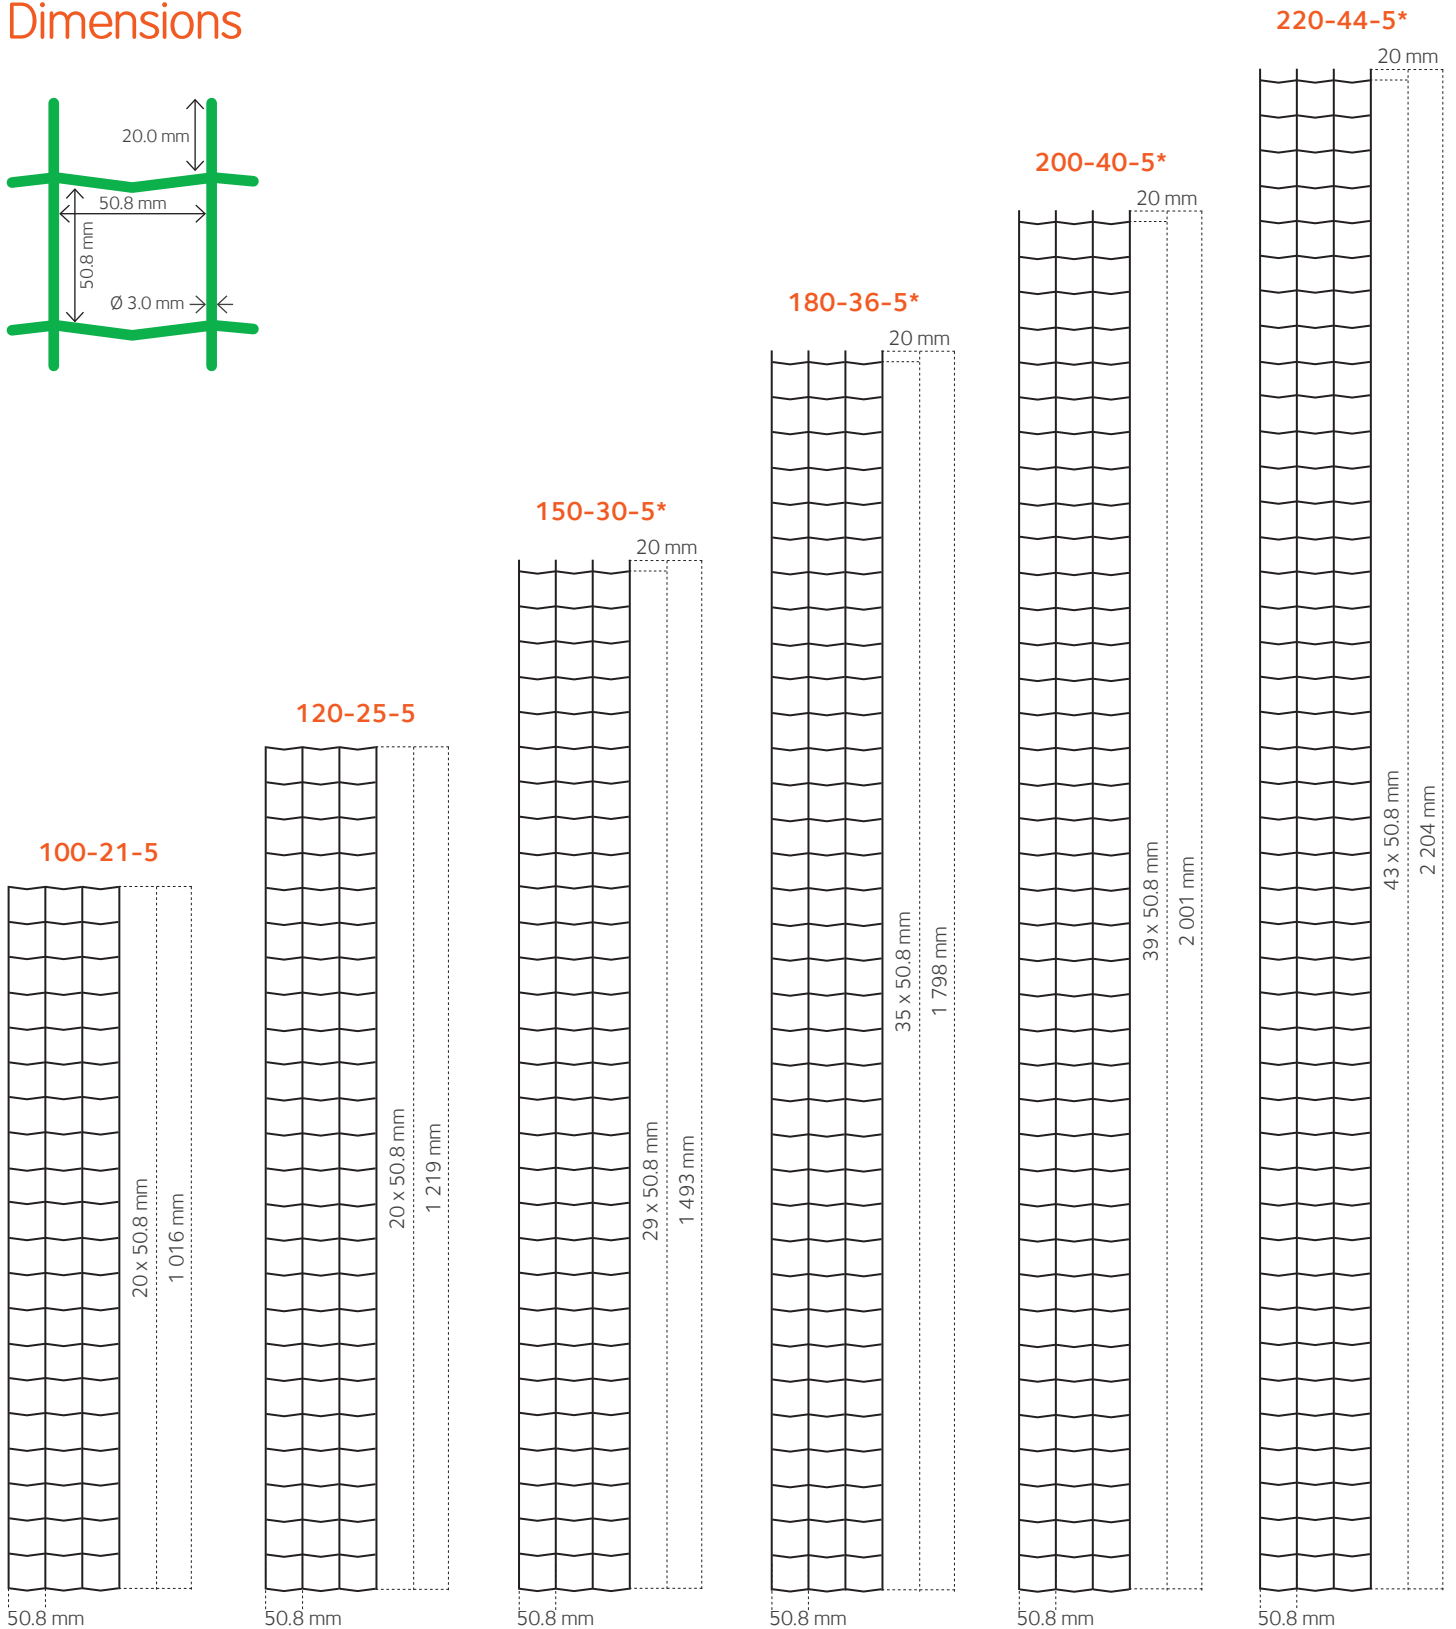 Dimensions
20.0 mm
50.8 mm
50.8 mm
Ø 3.0 mm
100-21-5
20 x 50.8 mm
1 016 mm
50.8 mm
120-25-5
20 x 50.8 mm
1 219 mm
50.8 mm
150-30-5*
20 mm
29 x 50.8 mm
1 493 mm
50.8 mm
180-36-5*
20 mm
35 x 50.8 mm
1 798 mm
50.8 mm
200-40-5*
20 mm
39 x 50.8 mm
2 001 mm
50.8 mm
220-44-5*
20 mm
43 x 50.8 mm
2 204 mm
50.8 mm